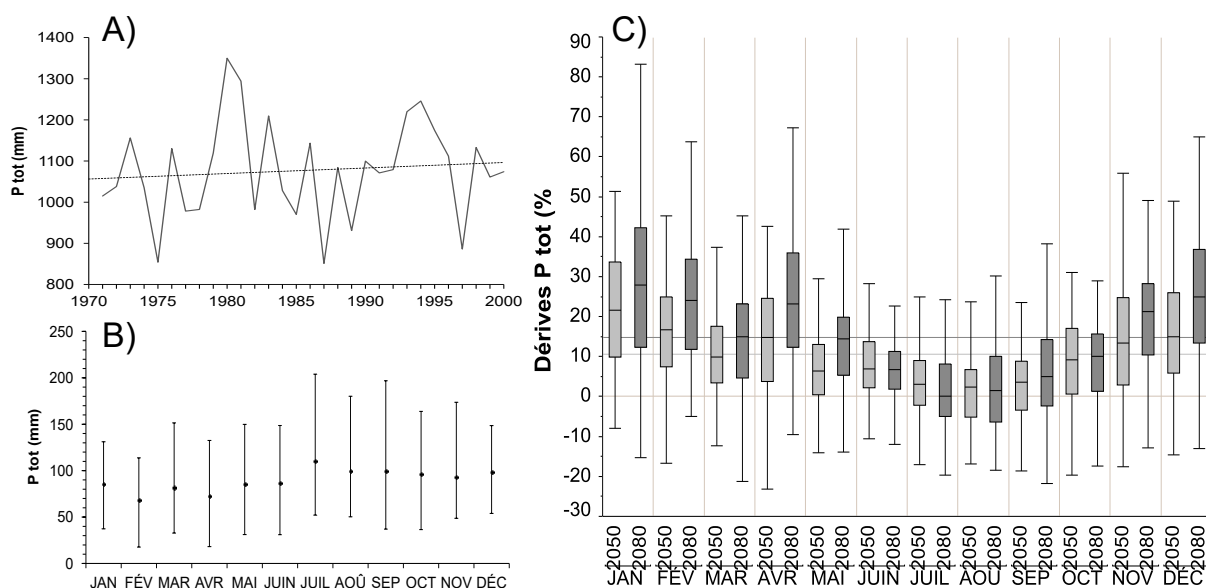 A)
1400
1300
1200
1100
1000
900
800
P tot (mm)
1970 1975 1980 1985 1990 1995 2000
B)
250
200
150
100
50
0
P tot (mm)
JAN FÉV MAR AVR MAI JUIN JUIL AOÛ SEP OCT NOV DÉC
C)
90
80
70
60
50
40
30
20
10
0
-10
-20
-30
Dérives P tot (%
2050 2080 2050 2080 2050 2080 2050 2080 2050 2080 2050 2080 2050 2080 2050 2080 2050 2080 2050 2080 2050 2080 2050 2080
JAN FÉV MAR AVR MAI JUIN JUIL AOU SEP OCT NOV DÉC